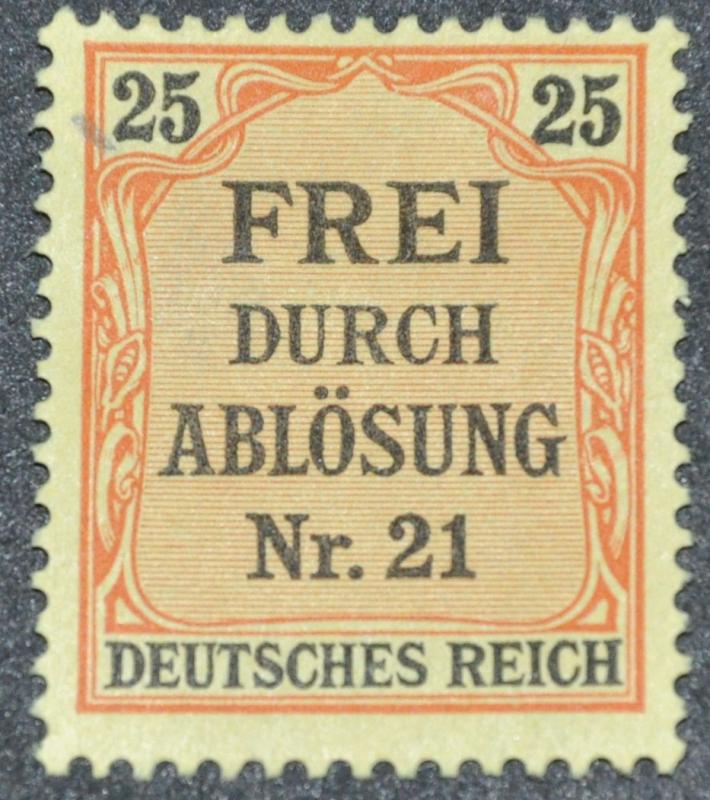 25 25
FREI
DURCH
ABLÖSUNG
Nr. 21
DEUTSCHES REICH